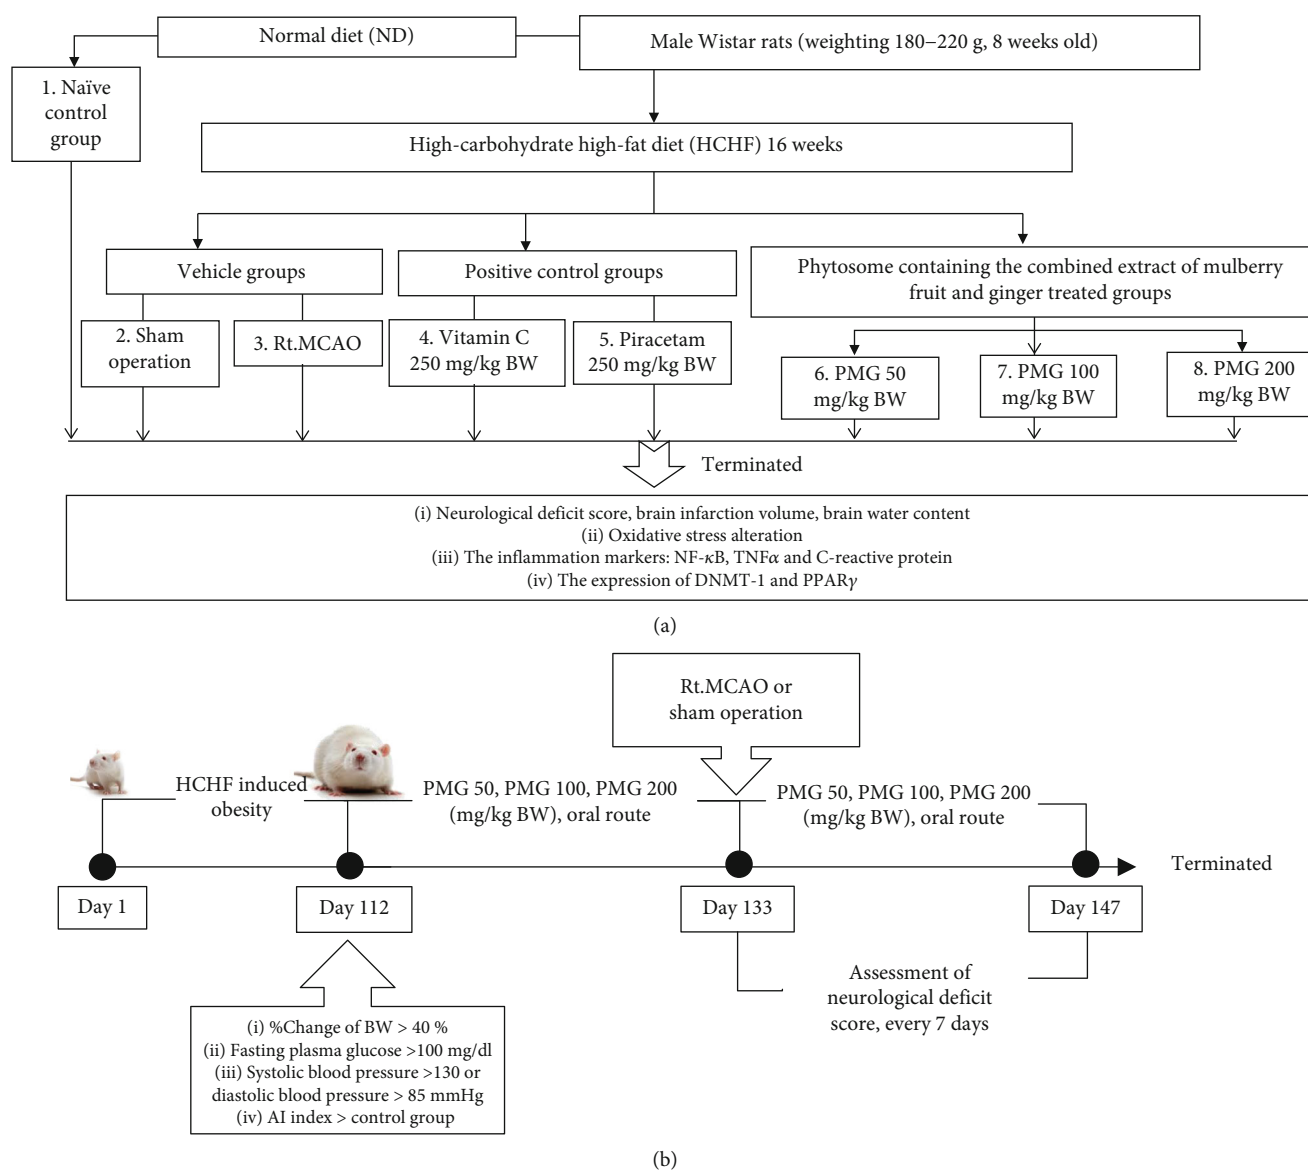 Normal diet (ND)
Male Wistar rats (weighting 180–220 g, 8 weeks old)
1. Naïve
control
group
High-carbohydrate high-fat diet (HCHF) 16 weeks
Vehicle groups
Positive control groups
Phytosome containing the combined extract of mulberry
fruit and ginger treated groups
2. Sham
operation
3. Rt.MCAO
4. Vitamin C
250 mg/kg BW
5. Piracetam
250 mg/kg BW
6. PMG 50
mg/kg BW
7. PMG 100
mg/kg BW
8. PMG 200
mg/kg BW
Terminated
(i) Neurological deficit score, brain infarction volume, brain water content
(ii) Oxidative stress alteration
(iii) The inflammation markers: NF-κB, TNFα and C-reactive protein
(iv) The expression of DNMT-1 and PPARγ
(a)
Rt.MCAO or
sham operation
HCHF induced
obesity
PMG 50, PMG 100, PMG 200
(mg/kg BW), oral route
PMG 50, PMG 100, PMG 200
(mg/kg BW), oral route
Terminated
Day 1
Day 112
Day 133
Day 147
Assessment of
neurological deficit
score, every 7 days
(i) %Change of BW > 40 %
(ii) Fasting plasma glucose >100 mg/dl
(iii) Systolic blood pressure >130 or
diastolic blood pressure > 85 mmHg
(iv) AI index > control group
(b)